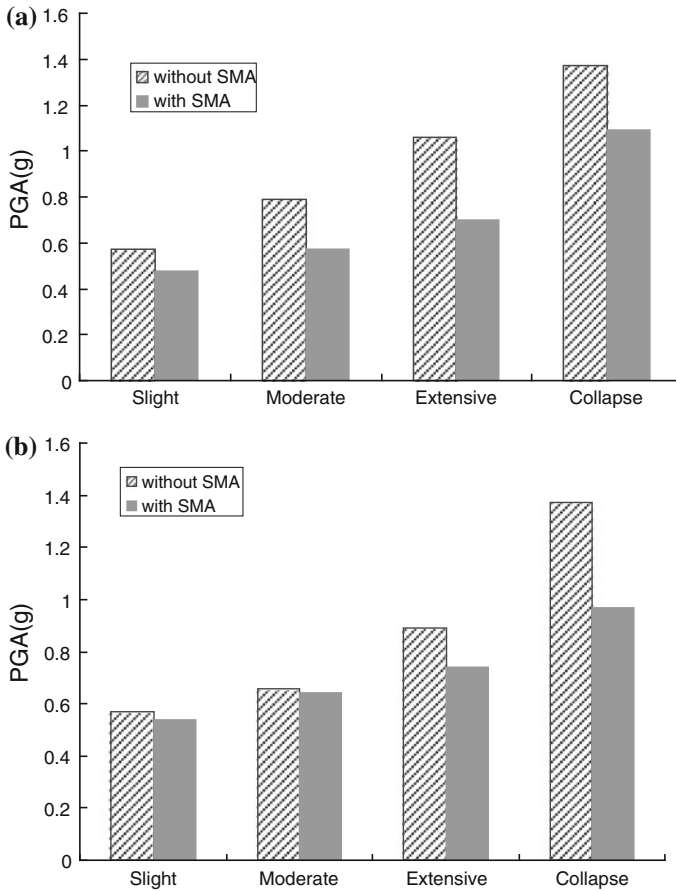 (a)
1.6
1.4
1.2
1
0.8
0.6
0.4
0.2
0
PGA(g)
without SMA
with SMA
Slight Moderate Extensive Collapse
(b)
1.6
1.4
1.2
1
0.8
0.6
0.4
0.2
0
PGA(g)
without SMA
with SMA
Slight Moderate Extensive Collapse